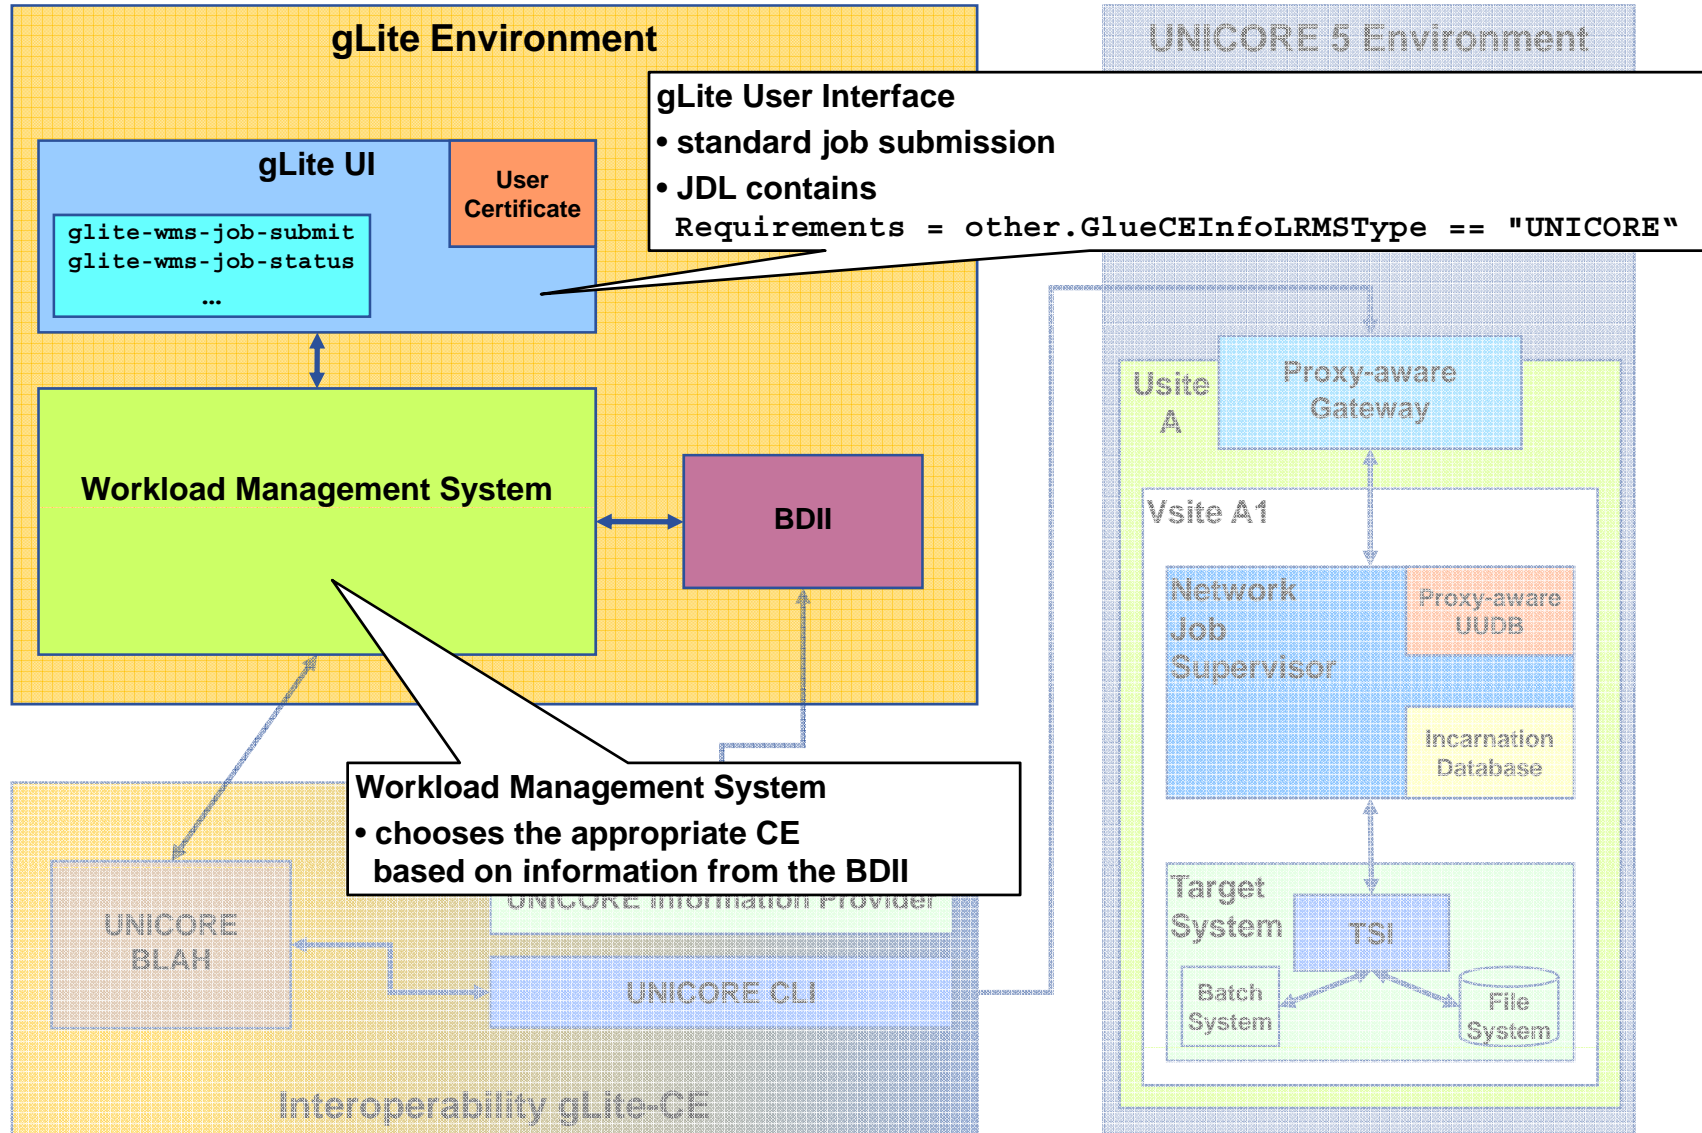 gLite Environment
UNICORE 5 Environment
gLite User Interface
• standard job submission
• JDL contains
Requirements = other.GlueCEInfoLRMSType == "UNICORE“
gLite UI
User
Certificate
glite-wms-job-submit
glite-wms-job-status
...
Workload Management System
BDII
Workload Management System
• chooses the appropriate CE
based on information from the BDII
UNICORE Information Provider
UNICORE
BLAH
UNICORE CLI
Interoperability gLite-CE
Usite
A
Proxy-aware
Gateway
Vsite A1
Network
Job
Supervisor
Proxy-aware
UUDB
Incarnation
Database
Target
System
TSI
Batch
System
File
System